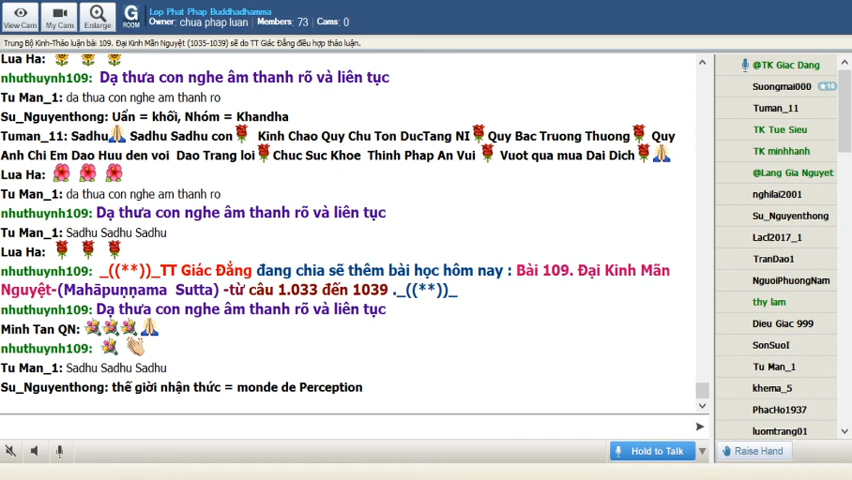 View Cam
My Cam
Enlarge
G
ROOM
Lop Phat Phap Buddhadhamma
Owner: chua phap luan Members: 73 Cams: 0
Trung Bộ Kinh-Thảo luận bài 109. Đại Kinh Mãn Nguyệt (1035-1039) sẽ do TT Giác Đẳng điều hợp thảo luận.
Lua Ha:
nhuthuynh109: Dạ thưa con nghe âm thanh rõ và liên tục
Tu Man_1: da thua con nghe am thanh ro
Su_Nguyenthong: Uẩn = khối, Nhóm = Khandha
Tuman_11: Sadhu Sadhu Sadhu con Kinh Chao Quy Chu Ton DucTang NI Quy Bac Truong Thuong Quy
Anh Chi Em Dao Huu den voi Dao Trang loi Chuc Suc Khoe Thinh Phap An Vui Vuot qua mua Dai Dich
Lua Ha:
Tu Man_1: da thua con nghe am thanh ro
nhuthuynh109: Dạ thưa con nghe âm thanh rõ và liên tục
Tu Man_1: Sadhu Sadhu Sadhu
Lua Ha:
nhuthuynh109: _((**))_TT Giác Đẳng đang chia sẽ thêm bài học hôm nay : Bài 109. Đại Kinh Mãn
Nguyệt-(Mahāpuṇṇama Sutta) -từ câu 1.033 đến 1039 ._((**))_
nhuthuynh109: Dạ thưa con nghe âm thanh rõ và liên tục
Minh Tan QN:
nhuthuynh109:
Tu Man_1: Sadhu Sadhu Sadhu
Su_Nguyenthong: thế giời nhận thức = monde de Perception
@TK Giac Dang
Suongmai000 10
Tuman_11
TK Tue Sieu
TK minhhanh
@Lang Gia Nguyet
nghilai2001
Su_Nguyenthong
Lacl2017_1
TranDao1
NguoiPhuongNam
thy lam
Dieu Giac 999
SonSuoI
Tu Man_1
khema_5
PhacHo1937
luomtrang01
Hold to Talk
Raise Hand